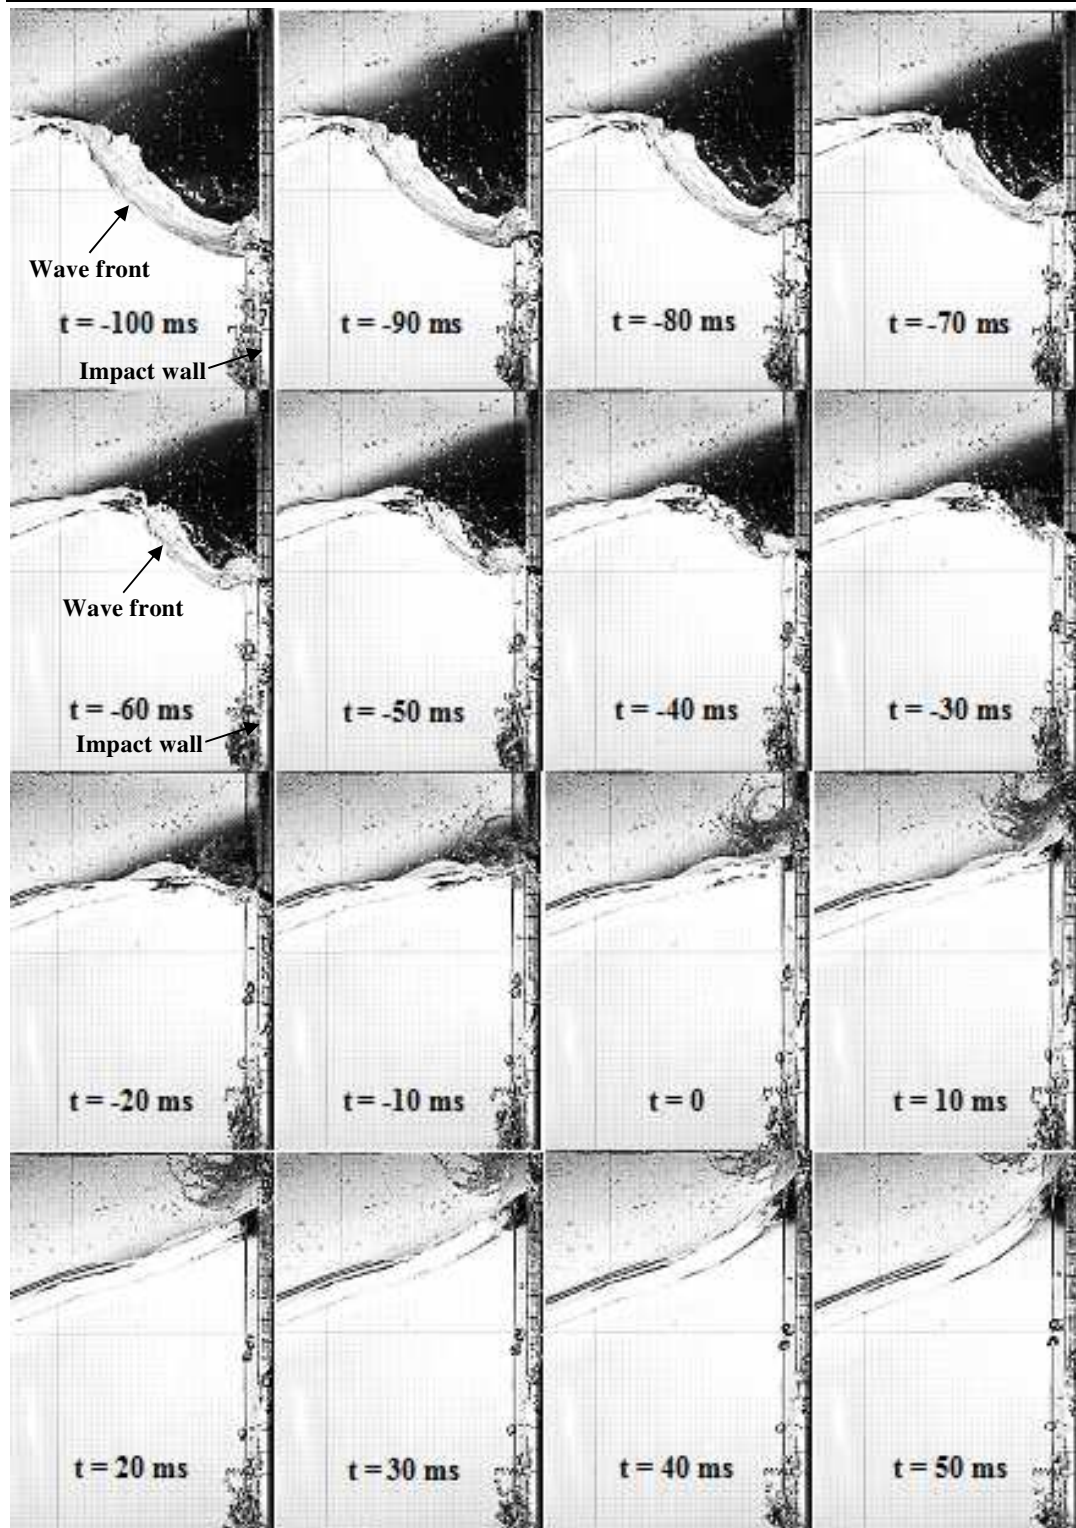 Wave front
t = -100 ms
t = -90 ms
t = -80 ms
t = -70 ms
Impact wall
Wave front
t = -60 ms
t = -50 ms
t = -40 ms
t = -30 ms
Impact wall
t = -20 ms
t = -10 ms
t = 0
t = 10 ms
t = 20 ms
t = 30 ms
t = 40 ms
t = 50 ms